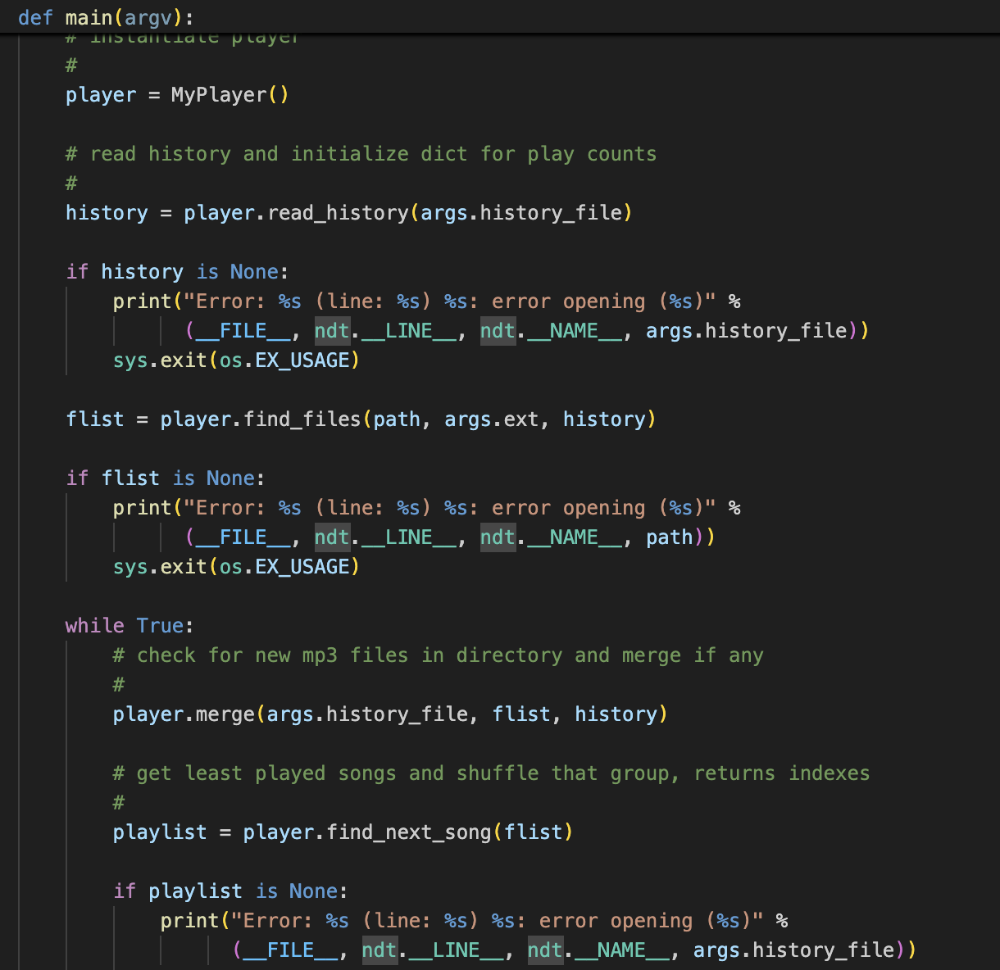 def main(argv):
    # instantiate player
    #
    player = MyPlayer()

    # read history and initialize dict for play counts
    #
    history = player.read_history(args.history_file)

    if history is None:
        print("Error: %s (line: %s) %s: error opening (%s)" %
              (__FILE__, ndt.__LINE__, ndt.__NAME__, args.history_file))
        sys.exit(os.EX_USAGE)

    flist = player.find_files(path, args.ext, history)

    if flist is None:
        print("Error: %s (line: %s) %s: error opening (%s)" %
              (__FILE__, ndt.__LINE__, ndt.__NAME__, path))
        sys.exit(os.EX_USAGE)

    while True:
        # check for new mp3 files in directory and merge if any
        #
        player.merge(args.history_file, flist, history)

        # get least played songs and shuffle that group, returns indexes
        #
        playlist = player.find_next_song(flist)

        if playlist is None:
            print("Error: %s (line: %s) %s: error opening (%s)" %
                  (__FILE__, ndt.__LINE__, ndt.__NAME__, args.history_file))